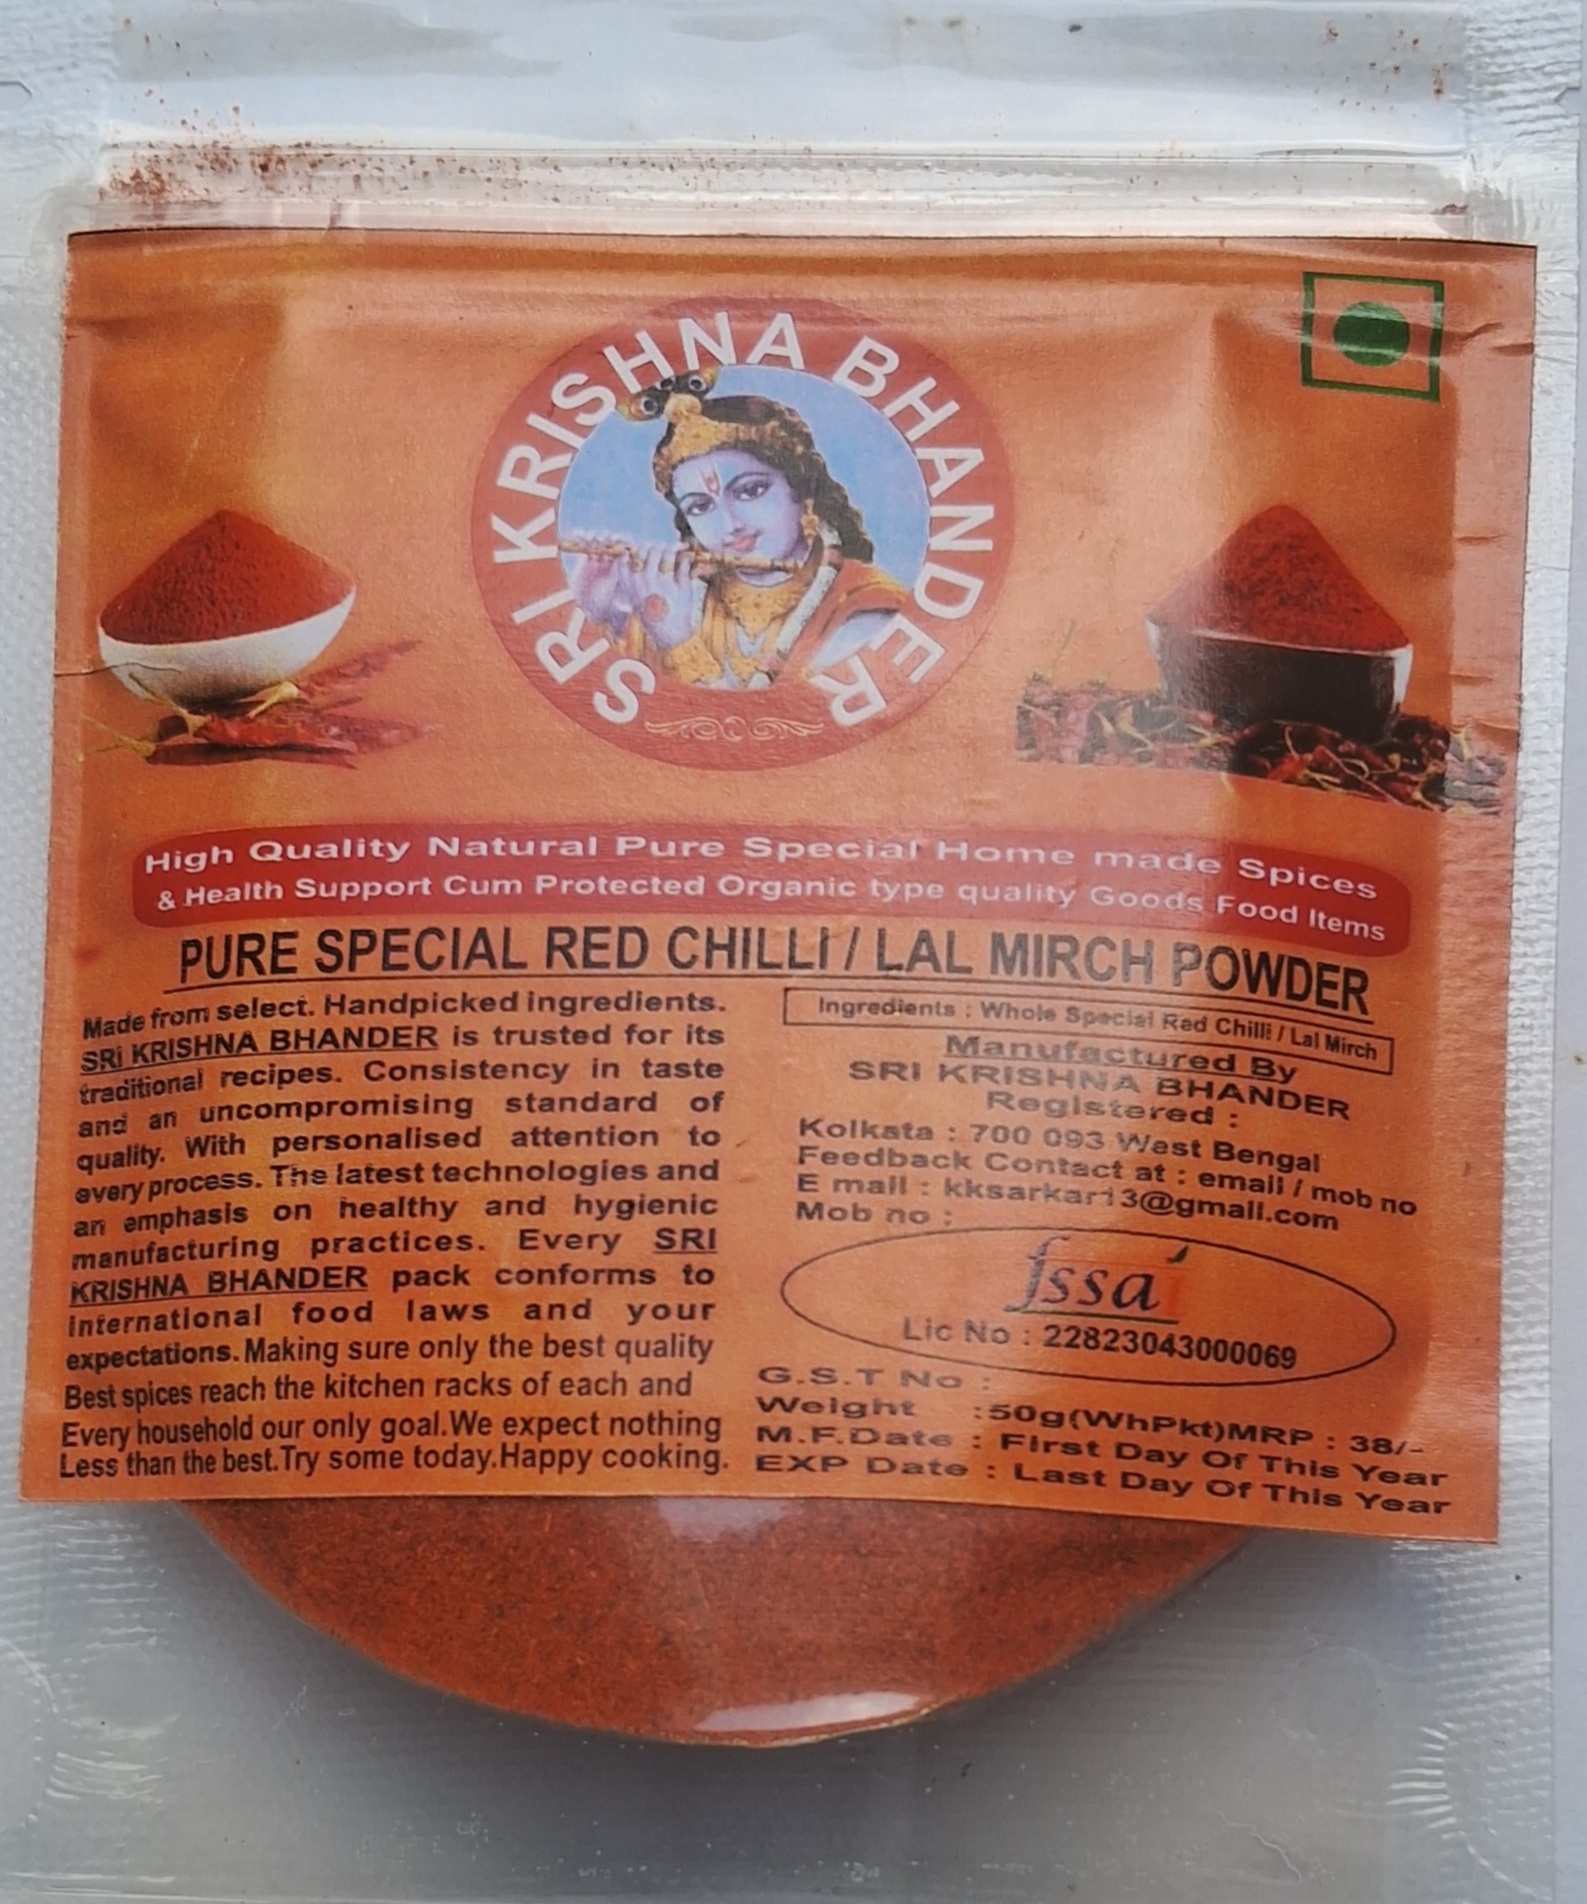 SRI KRISHNA BHANDER
High Quality Natural Pure Special Home made Spices
& Health Support Cum Protected Organic type quality Goods Food Items
PURE SPECIAL RED CHILLI / LAL MIRCH POWDER
Made from select. Handpicked ingredients.
SRi KRISHNA BHANDER is trusted for its
traditional recipes. Consistency in taste
and an uncompromising standard of
quality. With personalised attention to
every process. The latest technologies and
an emphasis on healthy and hygienic
manufacturing practices. Every SRI
KRISHNA BHANDER pack conforms to
International food laws and your
expectations. Making sure only the best quality
Best spices reach the kitchen racks of each and
Every household our only goal. We expect nothing
Less than the best. Try some today. Happy cooking.
Ingredients : Whole Special Red Chilli / Lal Mirch
Manufactured By
SRI KRISHNA BHANDER
Registered :
Kolkata : 700 093 West Bengal
Feedback Contact at : email / mob no
E mail : kksarkar13@gmail.com
Mob no :
fssai
Lic No : 22823043000069
G.S.T No :
Weight :50g(WhPkt)MRP : 38/-
M.F.Date : First Day Of This Year
EXP Date : Last Day Of This Year